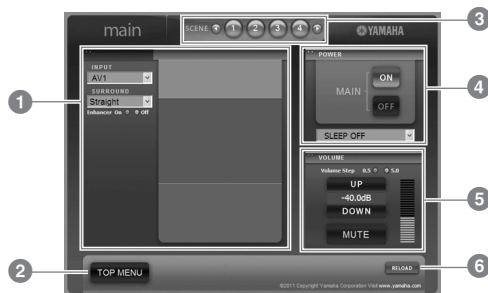 main
SCENE 1 2 3 4
YAMAHA
3
1
INPUT
AV1
SURROUND
Straight
Enhancer On Off
POWER
MAIN
ON
OFF
SLEEP OFF
4
VOLUME
Volume Step 0.5 5.0
UP
-40.0dB
DOWN
MUTE
5
2
TOP MENU
RELOAD
6
©2011 Copyright Yamaha Corporation Visit www.yamaha.com